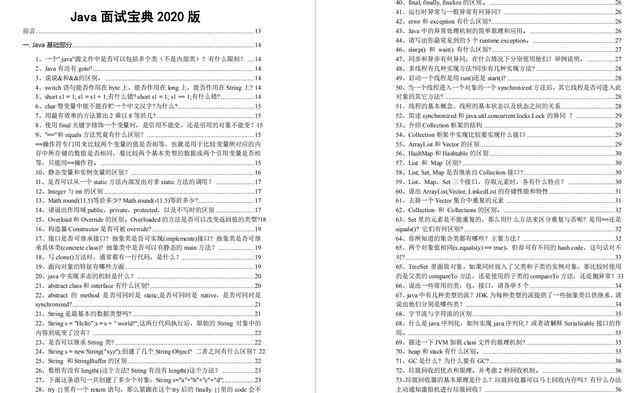 Java 面试宝典 2020 版
前言......13
一. Java 基础部分......14
1、一个".java"源文件中是否可以包括多个类（不是内部类）？有什么限制？......14
2、Java 有没有 goto?......14
3、说说&和&&的区别。......14
4、switch 语句能否作用在 byte 上，能否作用在 long 上，能否作用在 String 上? 14
5、short s1 = 1; s1 = s1 + 1;有什么错? short s1 = 1; s1 += 1;有什么错?......14
6、char 型变量中能不能存贮一个中文汉字?为什么?......15
7、用最有效率的方法算出 2 乘以 8 等於几?......15
8、使用 final 关键字修饰一个变量时，是引用不能变，还是引用的对象不能变? 15
9、"=="和 equals 方法究竟有什么区别?......15
==操作符专门用来比较两个变量的值是否相等，也就是用于比较变量所对应的内
存中所存储的数值是否相同，要比较两个基本类型的数据或两个引用变量是否相
等，只能用==操作符。......15
10、静态变量和实例变量的区别?......16
11、是否可以从一个 static 方法内部发出对非 static 方法的调用？......17
12、Integer 与 int 的区别......17
13、Math.round(11.5)等於多少? Math.round(-11.5)等於多少?......17
14、请说出作用域 public，private，protected，以及不写时的区别......17
15、Overload 和 Override 的区别。Overloaded 的方法是否可以改变返回值的类型?18
16、构造器 Constructor 是否可被 override?......19
17、接口是否可继承接口? 抽象类是否可实现(implements)接口? 抽象类是否可继
承具体类(concrete class)? 抽象类中是否可以有静态的 main 方法?......19
18、写 clone()方法时，通常都有一行代码，是什么？......19
19、面向对象的特征有哪些方面......19
20、java 中实现多态的机制是什么?......21
21、abstract class 和 interface 有什么区别?......21
22、abstract 的 method 是否可同时是 static,是否可同时是 native，是否可同时是
synchronized?......21
21、String 是最基本的数据类型吗?......21
22、String s = "Hello";s = s + " world!";这两行代码执行后，原始的 String 对象中的
内容到底变了没有?......21
23、是否可以继承 String 类?......22
24、String s = new String("xyz");创建了几个 String Object? 二者之间有什么区别? 22
25、String 和 StringBuffer 的区别......22
26、数组有没有 length()这个方法? String 有没有 length()这个方法?......22
27、下面这条语句一共创建了多少个对象：String s="a"+"b"+"c"+"d";......22
28、try {}里有一个 return 语句，那么紧跟在这个 try 后的 finally {}里的 code 会不
40、final, finally, finalize 的区别。......26
41、运行时异常与一般异常有何异同?......26
42、error 和 exception 有什么区别?......26
43、Java 中的异常处理机制的简单原理和应用。......26
44、请写出你最常见到的 5 个 runtime exception。......27
46、sleep() 和 wait() 有什么区别?......27
47、同步和异步有何异同，在什么情况下分别使用他们？举例说明。......27
48、多线程有几种实现方法?同步有几种实现方法?......28
49、启动一个线程是用 run()还是 start()?......28
50、当一个线程进入一个对象的一个 synchronized 方法后，其它线程是否可进入此
对象的其它方法?......28
51、线程的基本概念、线程的基本状态以及状态之间的关系......28
52、简述 synchronized 和 java.util.concurrent.locks.Lock 的异同 ？......28
53、介绍 Collection 框架的结构......29
54、Collection 框架中实现比较要实现什么接口......29
55、ArrayList 和 Vector 的区别......29
56、HashMap 和 Hashtable 的区别......30
57、List 和 Map 区别?......30
58、List, Set, Map 是否继承自 Collection 接口?......30
59、List、Map、Set 三个接口，存取元素时，各有什么特点？......30
60、说出 ArrayList,Vector, LinkedList 的存储性能和特性......31
61、去掉一个 Vector 集合中重复的元素......31
62、Collection 和 Collections 的区别。......32
63、Set 里的元素是不能重复的，那么用什么方法来区分重复与否呢? 是用==还是
equals()? 它们有何区别?......32
64、你所知道的集合类都有哪些？主要方法？......32
65、两个对象值相同(x.equals(y) == true)，但却可有不同的 hash code，这句话对不
对?......33
66、TreeSet 里面放对象，如果同时放入了父类和子类的实例对象，那比较时使用
的是父类的 compareTo 方法，还是使用的子类的 compareTo 方法，还是抛异常？33
66、说出一些常用的类，包，接口，请各举 5 个......34
67、java 中有几种类型的流? JDK 为每种类型的流提供了一些抽象类以供继承，请
说出他们分别是哪些类?......34
68、字节流与字符流的区别......34
68、什么是 java 序列化，如何实现 java 序列化？或者请解释 Serializable 接口的作
用。......35
69、描述一下 JVM 加载 class 文件的原理机制?......35
70、heap 和 stack 有什么区别。......35
71、GC 是什么? 为什么要有 GC?......35
72、垃圾回收的优点和原理。并考虑 2 种回收机制。......35
73、垃圾回收器的基本原理是什么？垃圾回收器可以马上回收内存吗？有什么办法
主动通知虚拟机进行垃圾回收？......36